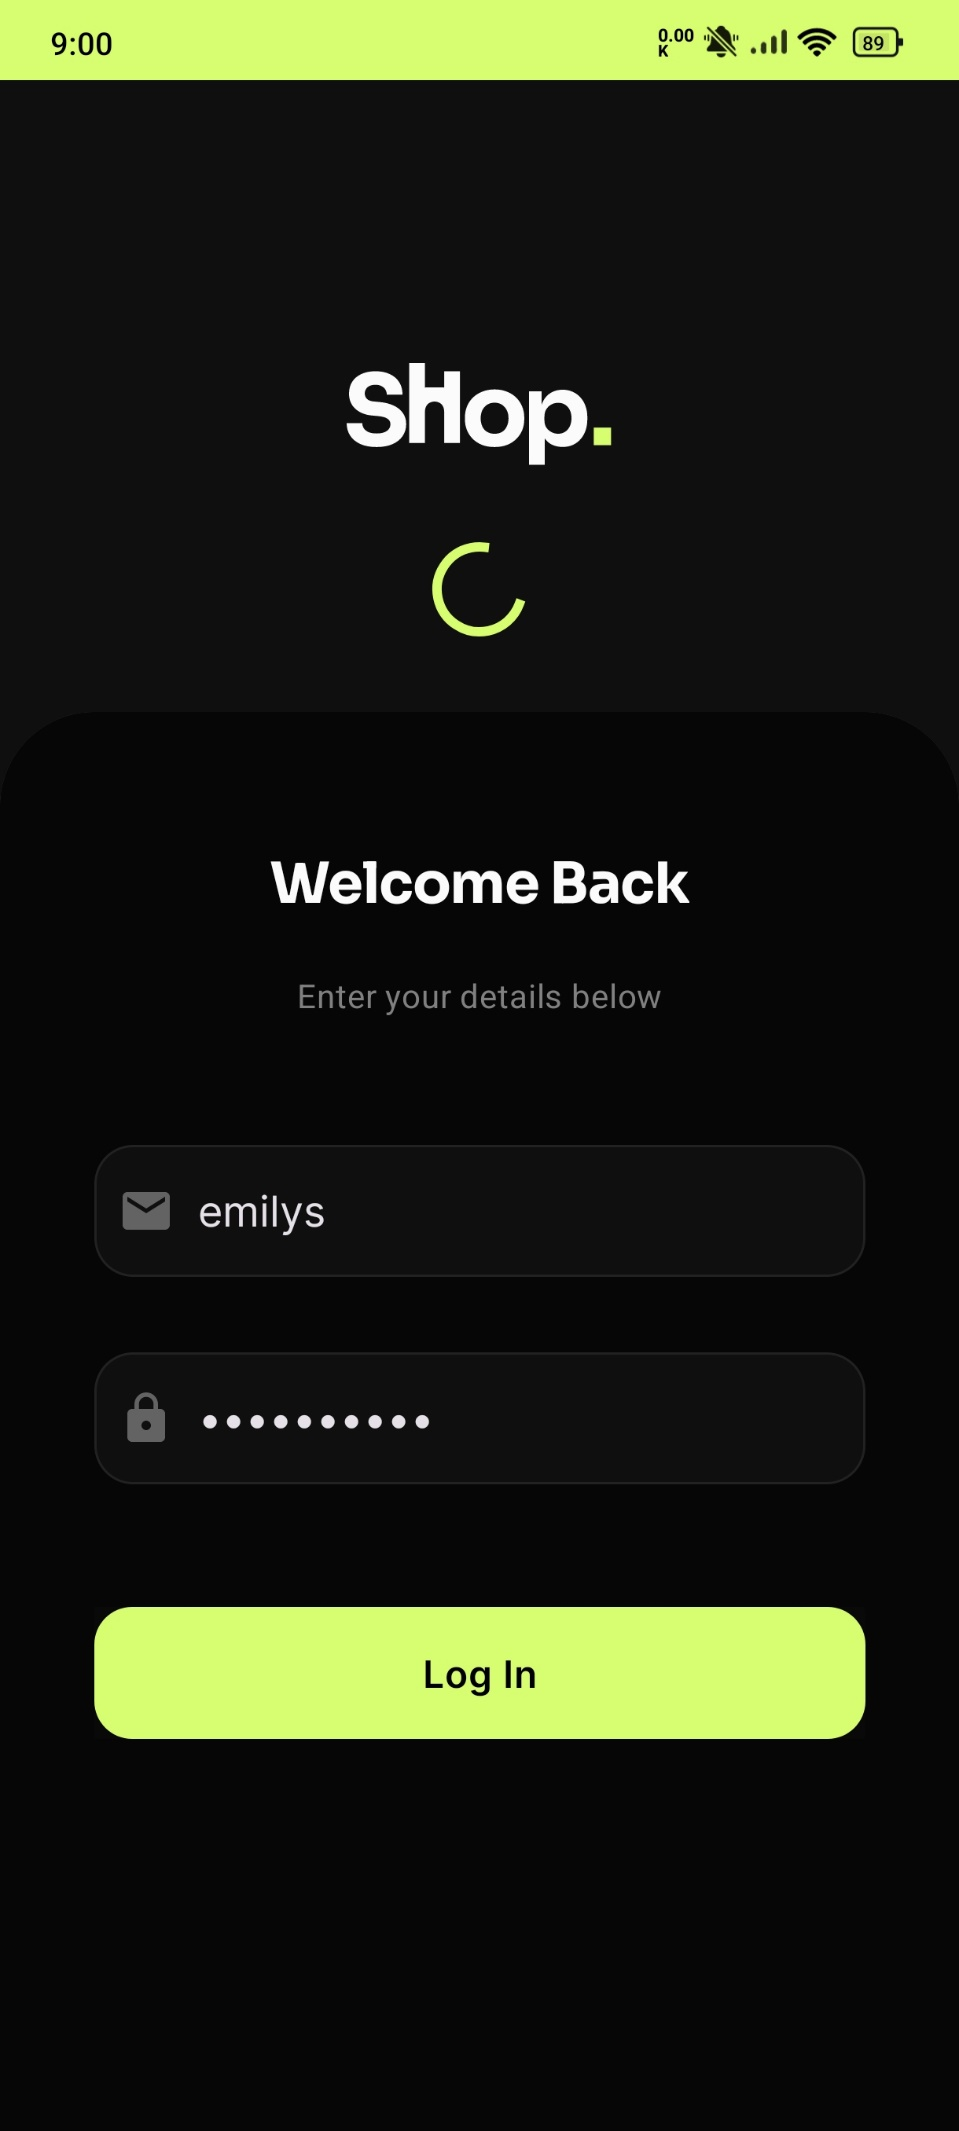 9:00
0.00
K
89
SHop.
Welcome Back
Enter your details below
emilys
••••••••••
Log In